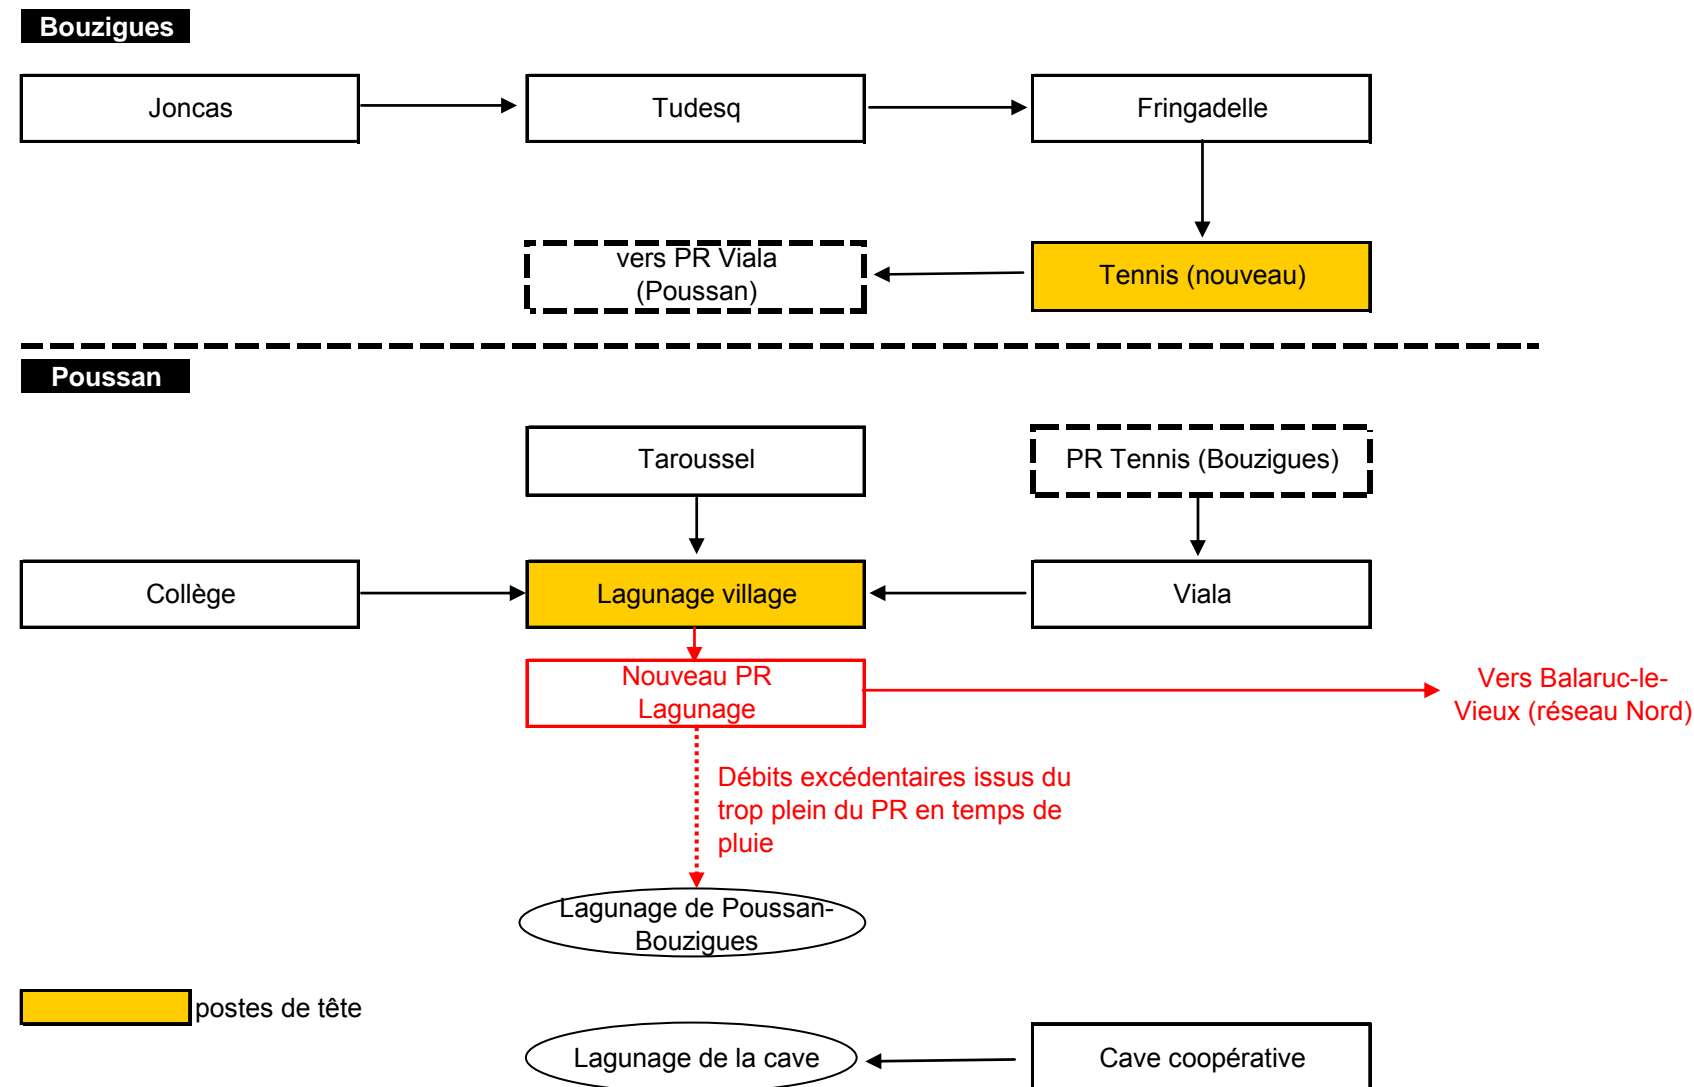 Bouzigues
Joncas
Tudesq
Fringadelle
vers PR Viala
(Poussan)
Tennis (nouveau)
Poussan
Taroussel
PR Tennis (Bouzigues)
Collège
Lagunage village
Viala
Nouveau PR
Lagunage
Vers Balaruc-le-
Vieux (réseau Nord)
Débits excédentaires issus du
trop plein du PR en temps de
pluie
Lagunage de Poussan-
Bouzigues
postes de tête
Lagunage de la cave
Cave coopérative